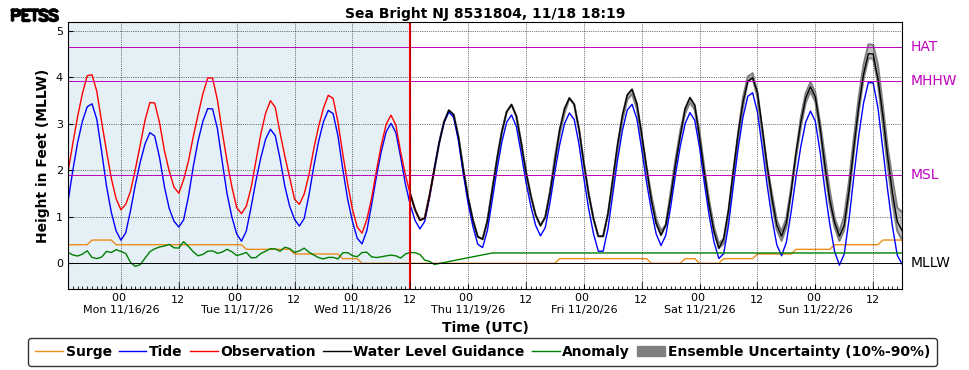 PETSS
Sea Bright NJ 8531804, 11/18 18:19
Height in Feet (MLLW)
5
4
3
2
1
0
HAT
MHHW
MSL
MLLW
00 12 00 12 00 12 00 12 00 12 00 12 00 12
Mon 11/16/26 Tue 11/17/26 Wed 11/18/26 Thu 11/19/26 Fri 11/20/26 Sat 11/21/26 Sun 11/22/26
Time (UTC)
Surge Tide Observation Water Level Guidance Anomaly Ensemble Uncertainty (10%-90%)